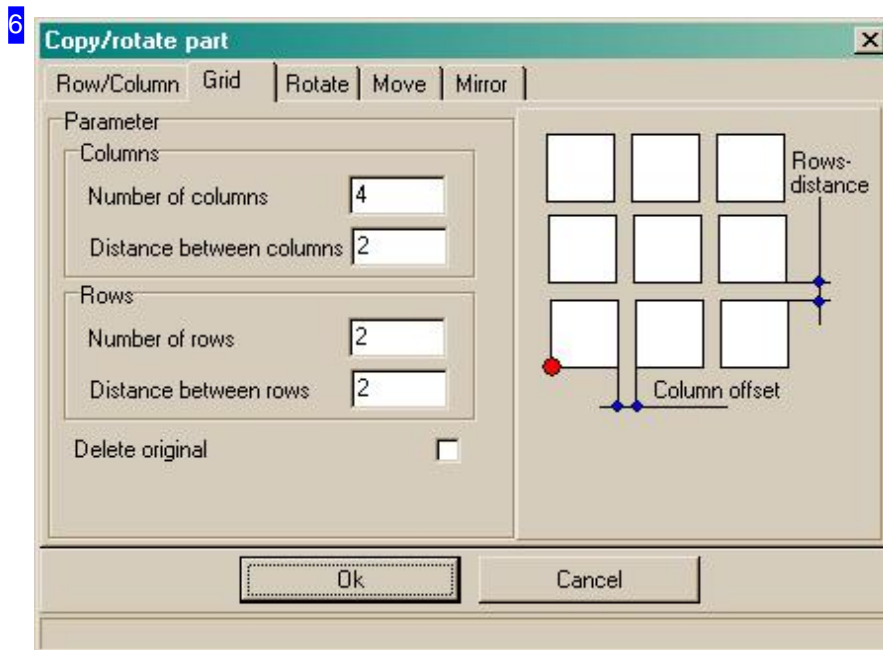 6
Copy/rotate part
Row/Column Grid Rotate Move Mirror
Parameter
Columns
Number of columns 4
Distance between columns 2
Rows
Number of rows 2
Distance between rows 2
Delete original
Rows-
distance
Column offset
Ok Cancel